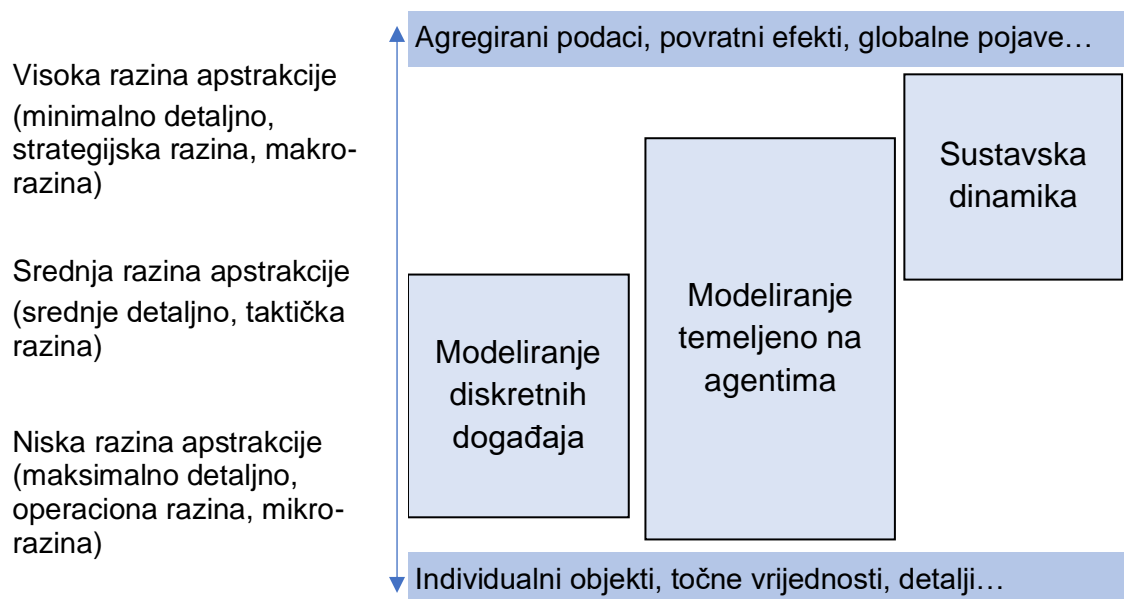 Agregirani podaci, povratni efekti, globalne pojave…
Visoka razina apstrakcije
(minimalno detaljno,
strategijska razina, makro-
razina)
Sustavska
dinamika
Srednja razina apstrakcije
(srednje detaljno, taktička
razina)
Modeliranje
temeljeno na
agentima
Modeliranje
diskretnih
događaja
Niska razina apstrakcije
(maksimalno detaljno,
operaciona razina, mikro-
razina)
Individualni objekti, točne vrijednosti, detalji…